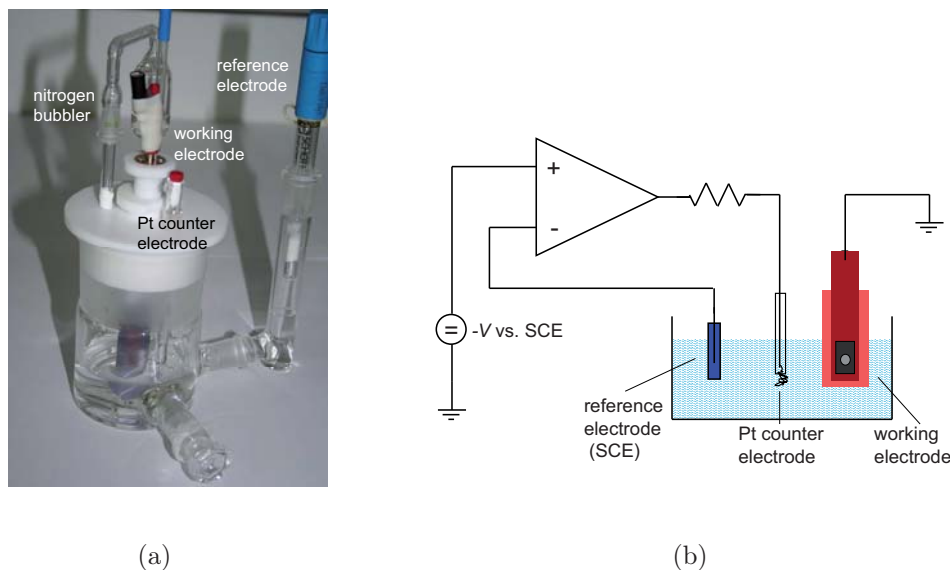 nitrogen
bubbler
reference
electrode
working
electrode
Pt counter
electrode
+
-
=
-V vs. SCE
reference
electrode
(SCE)
Pt counter
electrode
working
electrode
(a)
(b)